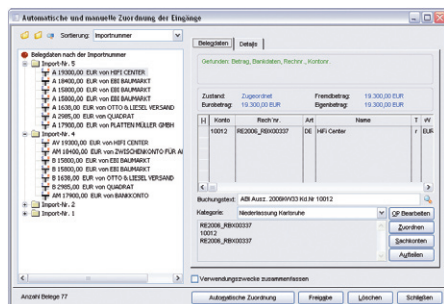 Automatische und manuelle Zuordnung der Eingänge
Sortierung: Importnummer
Belegdaten nach der Importnummer
Import-Nr. 5
A 19300,00 EUR von HIFI CENTER
A 18400,00 EUR von EBI BAUMARKT
A 15000,00 EUR von EBI BAUMARKT
A 15800,00 EUR von EBI BAUMARKT
A 1638,00 EUR von OTTO & LIESEL VERSAND
A 2985,00 EUR von QUADRAT
A 17900,00 EUR von PLATTEN MÜLLER GMBH
Import-Nr. 4
AV 19300,00 EUR von HIFI CENTER
AM 18400,00 EUR von ZWISCHENKONTO FÜR A
B 15000,00 EUR von EBI BAUMARKT
B 15800,00 EUR von EBI BAUMARKT
B 1638,00 EUR von OTTO & LIESEL VERSAND
B 2985,00 EUR von QUADRAT
AM 17900,00 EUR von BANKKONTO
Import-Nr. 2
Import-Nr. 1
Anzahl Belege 77
Belegdaten Details
Gefunden: Betrag, Bankdaten, Rechnr., Kontonr.
Zustand: Zugeordnet Fremdbetrag: 19.300,00 EUR
Eurobetrag: 19.300,00 EUR Eigenbetrag: 19.300,00 EUR
[-] Konto Rech'nr. Art Name T W
10012 RE2006_RBX00337 DE HiFi Center r EUR
Buchungstext: ABI Ausz. 2006KW33 Kd.Nr 10012
Kategorie: Niederlassung Karlsruhe OP Bearbeiten
RE2006_RBX00337
10012
RE2006_RBX00337
Zuordnen
Sachkonten
Aufteilen
Verwendungszwecke zusammenfassen
Automatische Zuordnung Freigabe Löschen Schließen